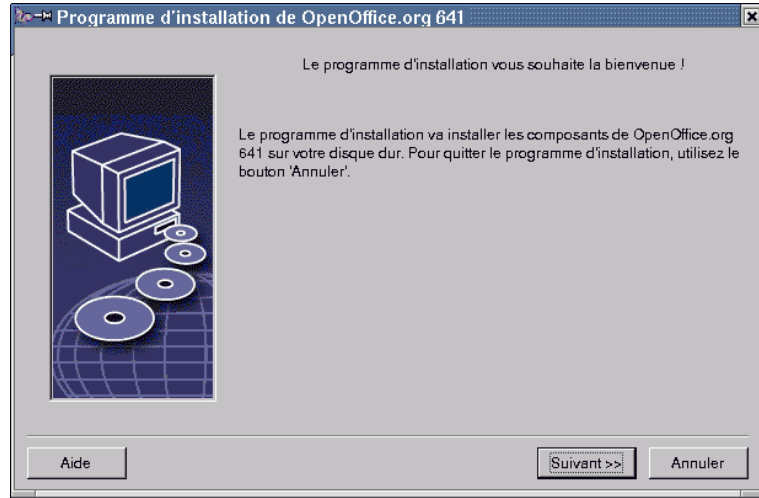 Programme d'installation de OpenOffice.org 641
Le programme d'installation vous souhaite la bienvenue !
Le programme d'installation va installer les composants de OpenOffice.org
641 sur votre disque dur. Pour quitter le programme d'installation, utilisez le
bouton 'Annuler'.
Aide
Suivant >>
Annuler